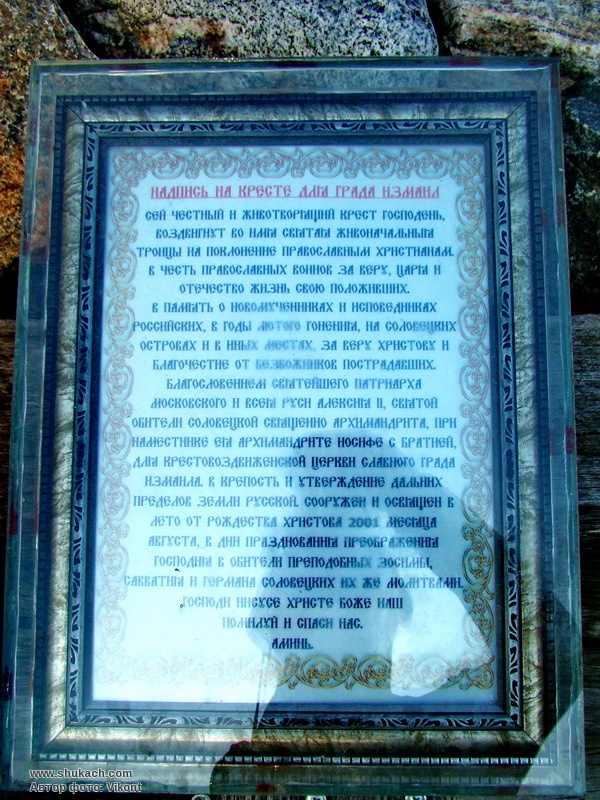 НАДПИСЬ НА КРЕСТЕ ДЛЯ ГРАДА ИЗМАИЛ
СЕЙ ЧЕСТНЫЙ И ЖИВОТВОРЯЩИЙ КРЕСТ ГОСПОДЕНЬ,
ВОЗДВИГНУТ ВО ИМЯ СВЯТАЯ ЖИВОНАЧАЛЬНЫЯ
ТРОИЦЫ НА ПОКЛОНЕНИЕ ПРАВОСЛАВНЫМ ХРИСТИАНАМ.
В ЧЕСТЬ ПРАВОСЛАВНЫХ ВОИНОВ ЗА ВЕРУ, ЦАРЯ И
ОТЕЧЕСТВО ЖИЗНЬ СВОЮ ПОЛОЖИВШИХ.
В ПАМЯТЬ О НОВОМУЧЕННИКАХ И ИСПОВЕДНИКАХ
РОССИЙСКИХ, В ГОДЫ ЛЮТОГО ГОНЕНИЯ, НА СОЛОВЕЦКИХ
ОСТРОВАХ И В ИНЫХ МЕСТАХ, ЗА ВЕРУ ХРИСТОВУ И
БЛАГОЧЕСТИЕ ОТ БЕЗБОЖНИКОВ ПОСТРАДАВШИХ.
БЛАГОСЛОВЕНИЕМ СВЯТЕЙШЕГО ПАТРИАРХА
МОСКОВСКОГО И ВСЕЯ РУСИ АЛЕКСИЯ II, СВЯТОЙ
ОБИТЕЛИ СОЛОВЕЦКОЙ СВЯЩЕННО АРХИМАНДРИТА, ПРИ
НАМЕСТНИКЕ ЕЯ АРХИМАНДРИТЕ ИОСИФЕ С БРАТИЕЙ,
ДЛЯ КРЕСТОВОЗДВИЖЕНСКОЙ ЦЕРКВИ СЛАВНОГО ГРАДА
ИЗМАИЛА. В КРЕПОСТЬ И УТВЕРЖДЕНИЕ ДАЛЬНИХ
ПРЕДЕЛОВ ЗЕМЛИ РУССКОЙ. СООРУЖЕН И ОСВЯЩЕН В
ЛЕТО ОТ РОЖДЕСТВА ХРИСТОВА 2001 МЕСЯЦА
АВГУСТА, В ДНИ ПРАЗДНОВАНИЯ ПРЕОБРАЖЕНИЯ
ГОСПОДНЯ В ОБИТЕЛИ ПРЕПОДОБНЫХ ЗОСИМЫ,
САВВАТИЯ И ГЕРМАНА СОЛОВЕЦКИХ ИХ ЖЕ МОЛИТВАМИ.
ГОСПОДИ ИИСУСЕ ХРИСТЕ БОЖЕ НАШ
ПОМИЛУЙ И СПАСИ НАС.
АМИНЬ.
www.shukach.com
Автор фото: Vikont